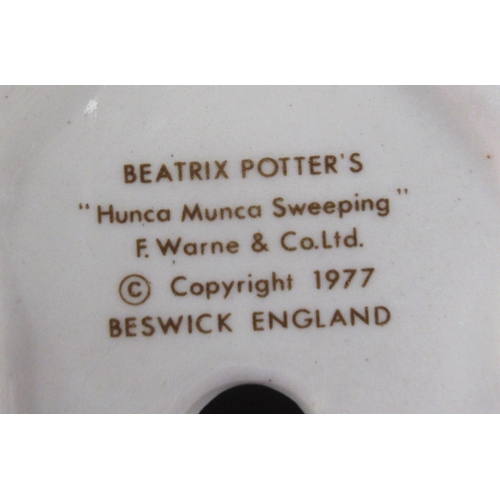 BEATRIX POTTER'S
"Hunca Munca Sweeping"
F. Warne & Co.Ltd.
© Copyright 1977
BESWICK ENGLAND